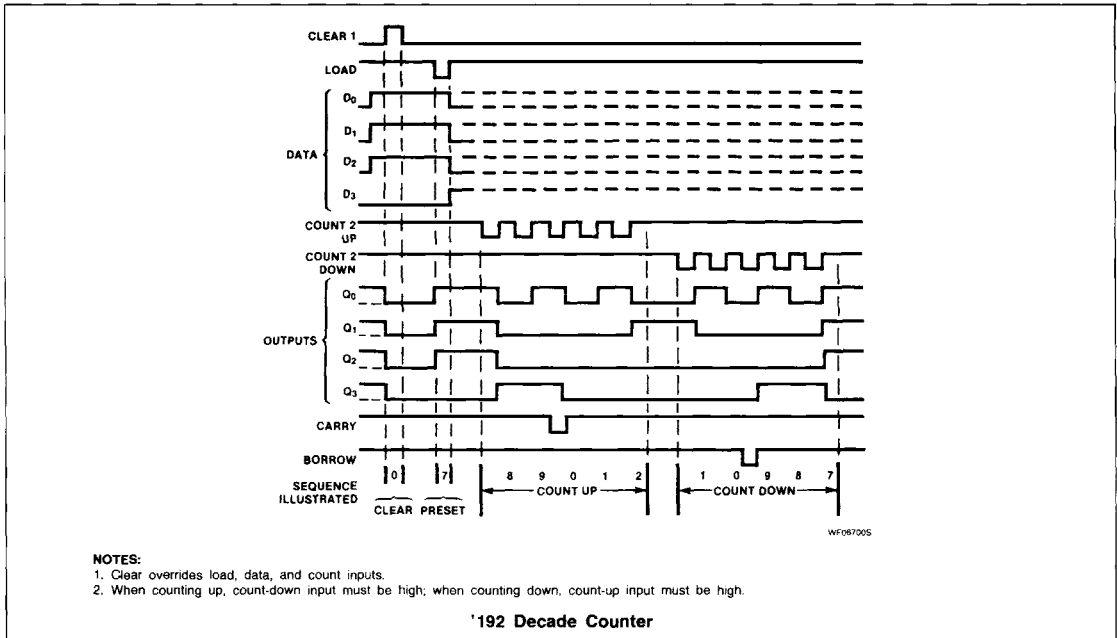 CLEAR 1
LOAD
D0
D1
DATA
D2
D3
COUNT 2
UP
COUNT 2
DOWN
Q0
Q1
OUTPUTS
Q2
Q3
CARRY
BORROW
SEQUENCE
ILLUSTRATED
0 7 8 9 0 1 2 1 0 9 8 7
COUNT UP COUNT DOWN
CLEAR PRESET
WF06700S
NOTES:
1. Clear overrides load, data, and count inputs.
2. When counting up, count-down input must be high; when counting down, count-up input must be high.
'192 Decade Counter